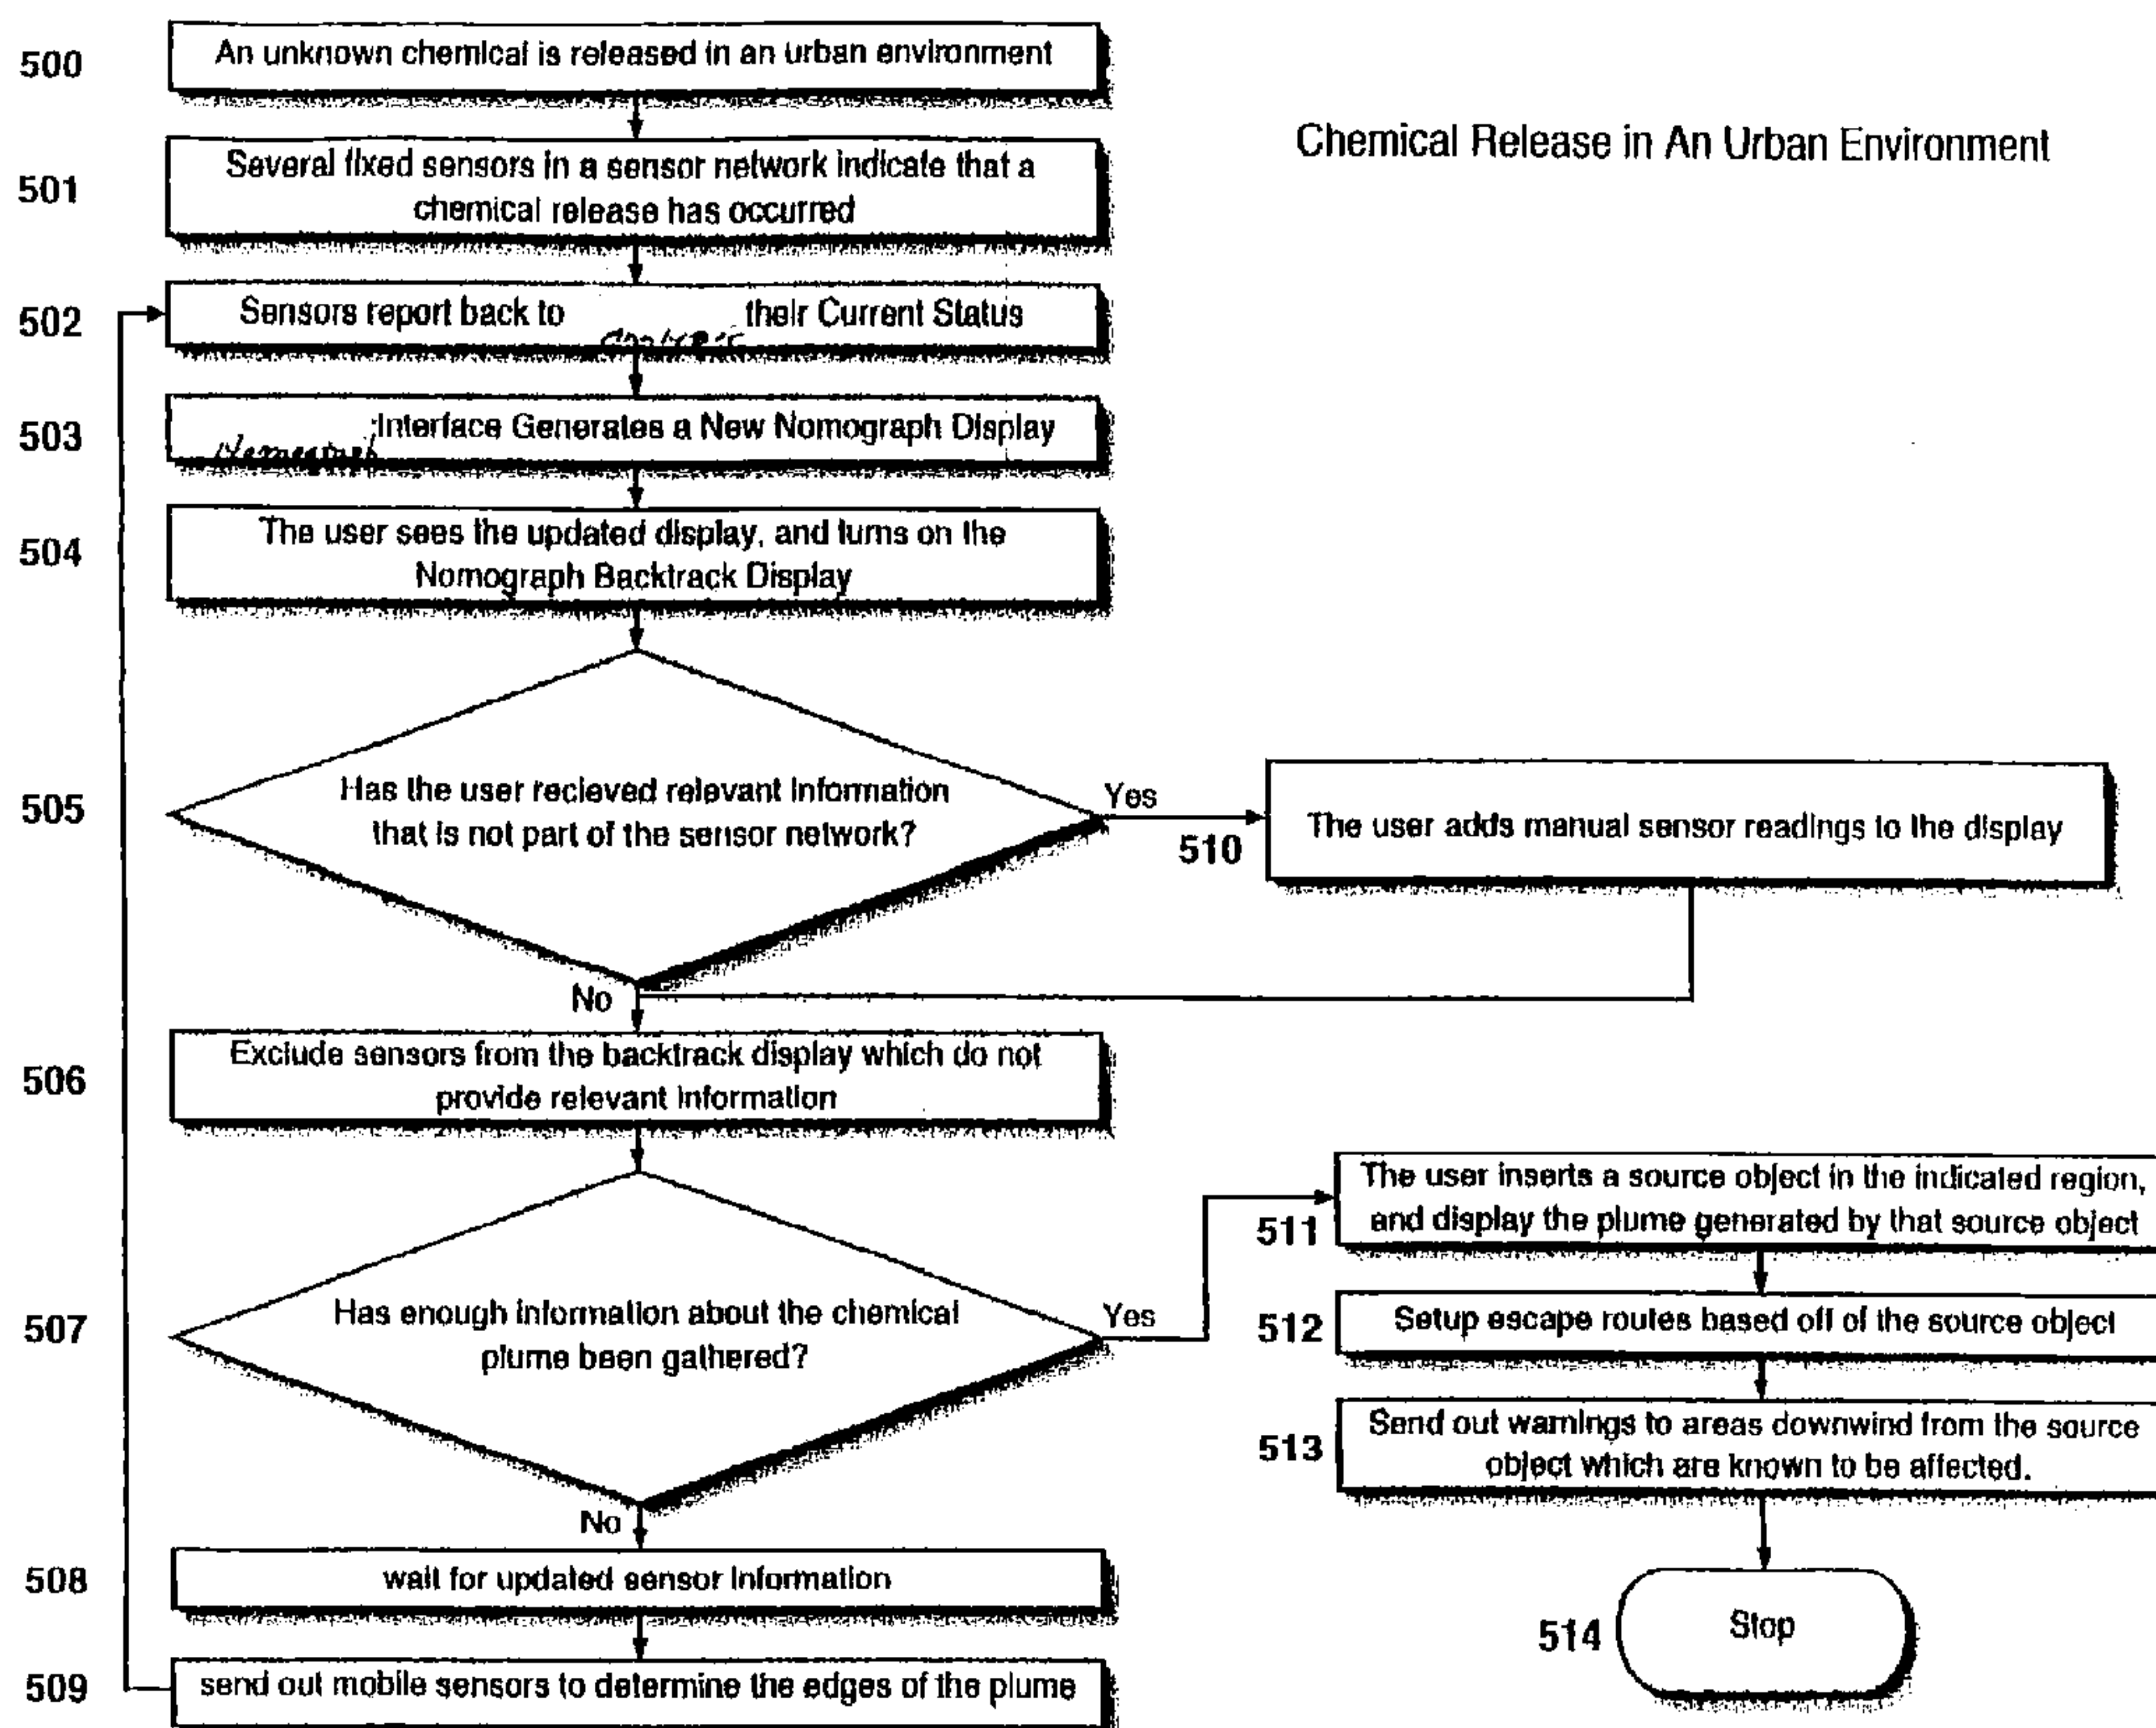 Chemical Release in An Urban Environment
500
An unknown chemical is released in an urban environment
501
Several fixed sensors in a sensor network indicate that a
chemical release has occurred
502
Sensors report back to their Current Status
503
Interface Generates a New Nomograph Display
504
The user sees the updated display, and turns on the
Nomograph Backtrack Display
505
Has the user recieved relevant information
that is not part of the sensor network?
Yes
510
The user adds manual sensor readings to the display
No
506
Exclude sensors from the backtrack display which do not
provide relevant information
507
Has enough information about the chemical
plume been gathered?
Yes
511
The user inserts a source object in the indicated region,
and display the plume generated by that source object
512
Setup escape routes based off of the source object
513
Send out warnings to areas downwind from the source
object which are known to be affected.
514
Stop
No
508
wait for updated sensor information
509
send out mobile sensors to determine the edges of the plume